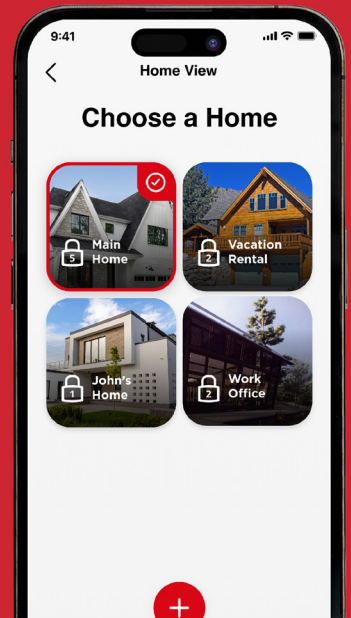 9:41
Home View
Choose a Home
5
Main
Home
2
Vacation
Rental
1
John's
Home
2
Work
Office
+